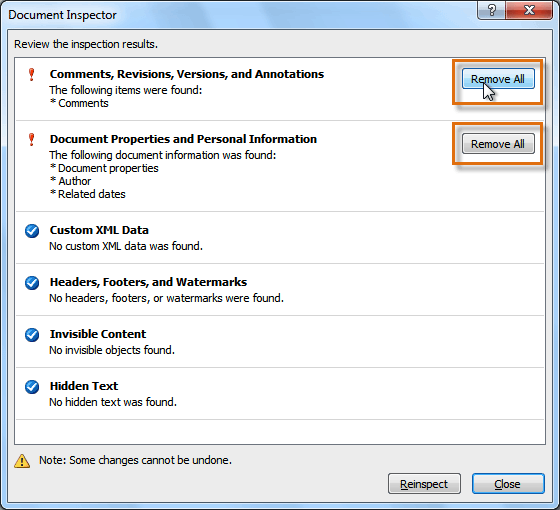 Document Inspector
Review the inspection results.
Comments, Revisions, Versions, and Annotations
The following items were found:
* Comments
Remove All
Document Properties and Personal Information
The following document information was found:
* Document properties
* Author
* Related dates
Remove All
Custom XML Data
No custom XML data was found.
Headers, Footers, and Watermarks
No headers, footers, or watermarks were found.
Invisible Content
No invisible objects found.
Hidden Text
No hidden text was found.
Note: Some changes cannot be undone.
Reinspect
Close